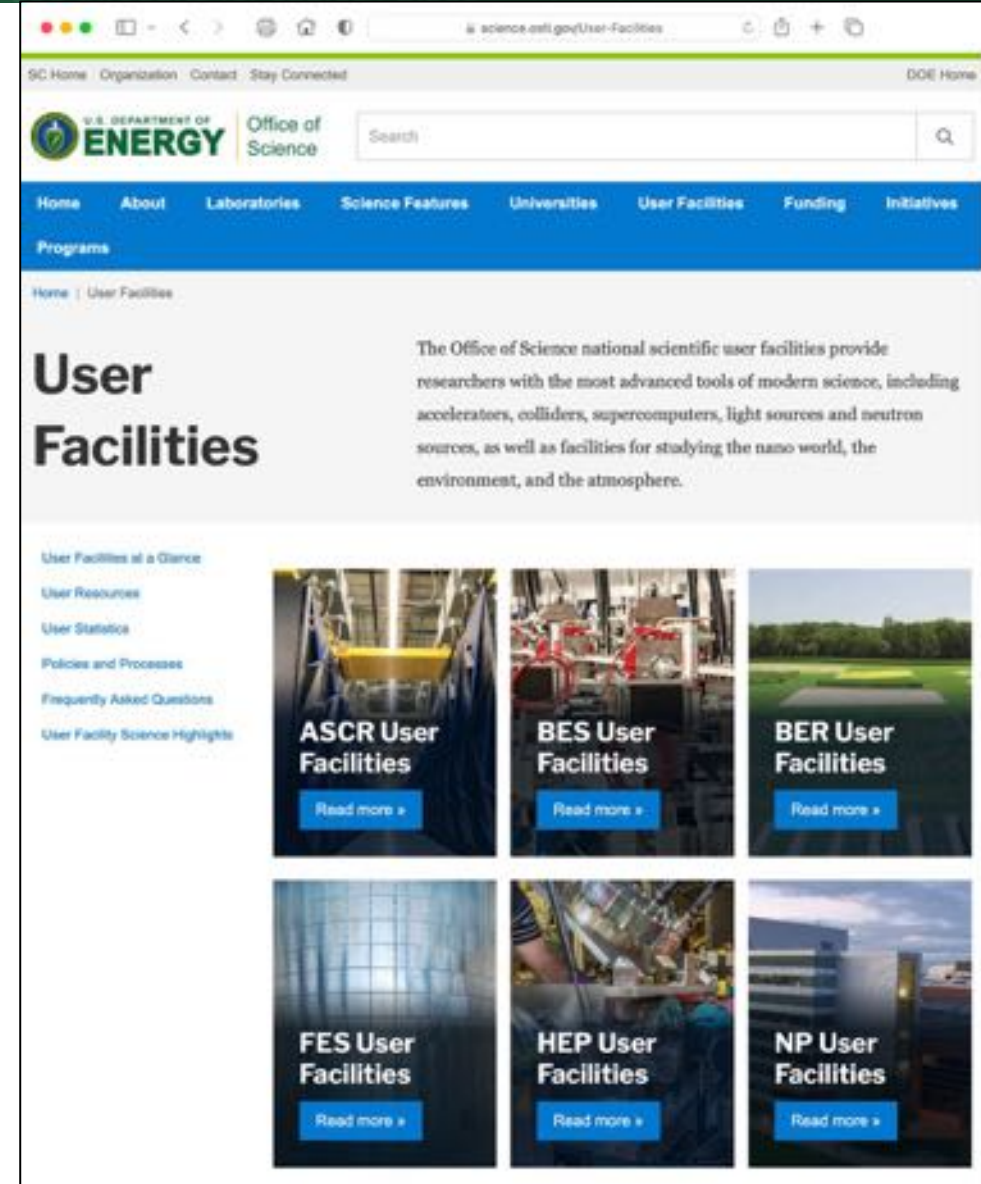 science.osti.gov/User-Facilities
SC Home Organization Contact Stay Connected DOE Home
U.S. DEPARTMENT OF
ENERGY
Office of
Science
Search
Home About Laboratories Science Features Universities User Facilities Funding Initiatives
Programs
Home | User Facilities
User
Facilities
The Office of Science national scientific user facilities provide
researchers with the most advanced tools of modern science, including
accelerators, colliders, supercomputers, light sources and neutron
sources, as well as facilities for studying the nano world, the
environment, and the atmosphere.
User Facilities at a Glance
User Resources
User Statistics
Policies and Processes
Frequently Asked Questions
User Facility Science Highlights
ASCR User
Facilities
Read more »
BES User
Facilities
Read more »
BER User
Facilities
Read more »
FES User
Facilities
Read more »
HEP User
Facilities
Read more »
NP User
Facilities
Read more »